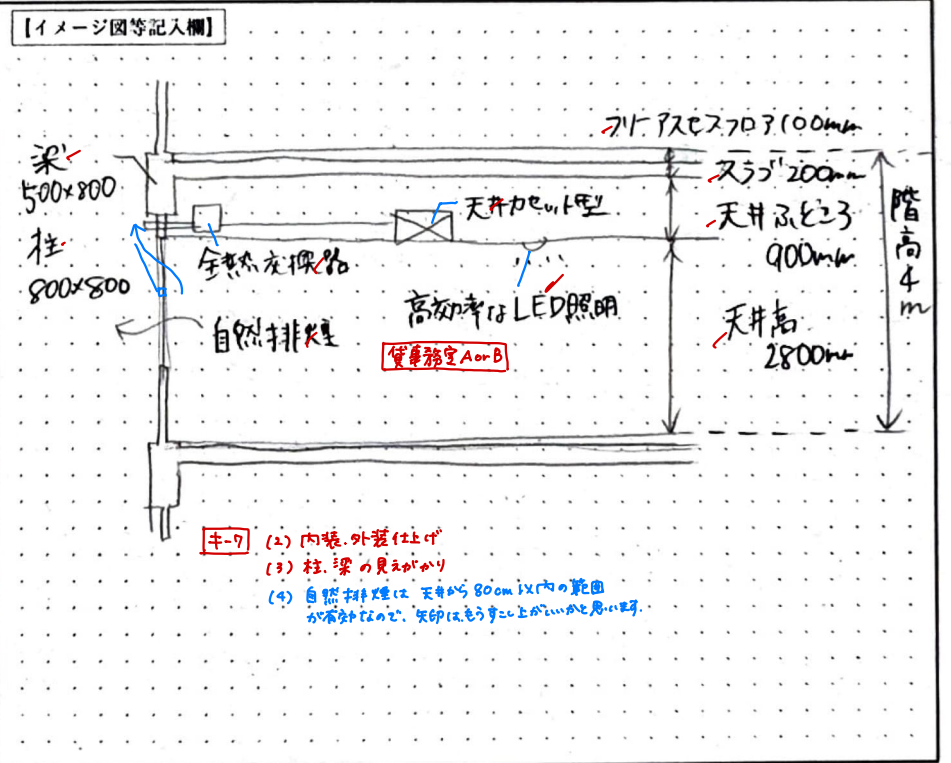 【イメージ図等記入欄】
フリーアスセスフロア100mm
梁
500×800
スラブ200mm
天井カセット型
天井ふところ
900mm
階高4m
柱
800×800
全熱交換路
高効率なLED照明
自然排煙
天井高
2800mm
貸事務室AorB
キ-7 (2) 内装.外装仕上げ
(3) 柱.梁の見えがかり
(4) 自然排煙は 天井から80cm以内の範囲
が有効なので、矢印は、もうすこし上がいいかと思います.